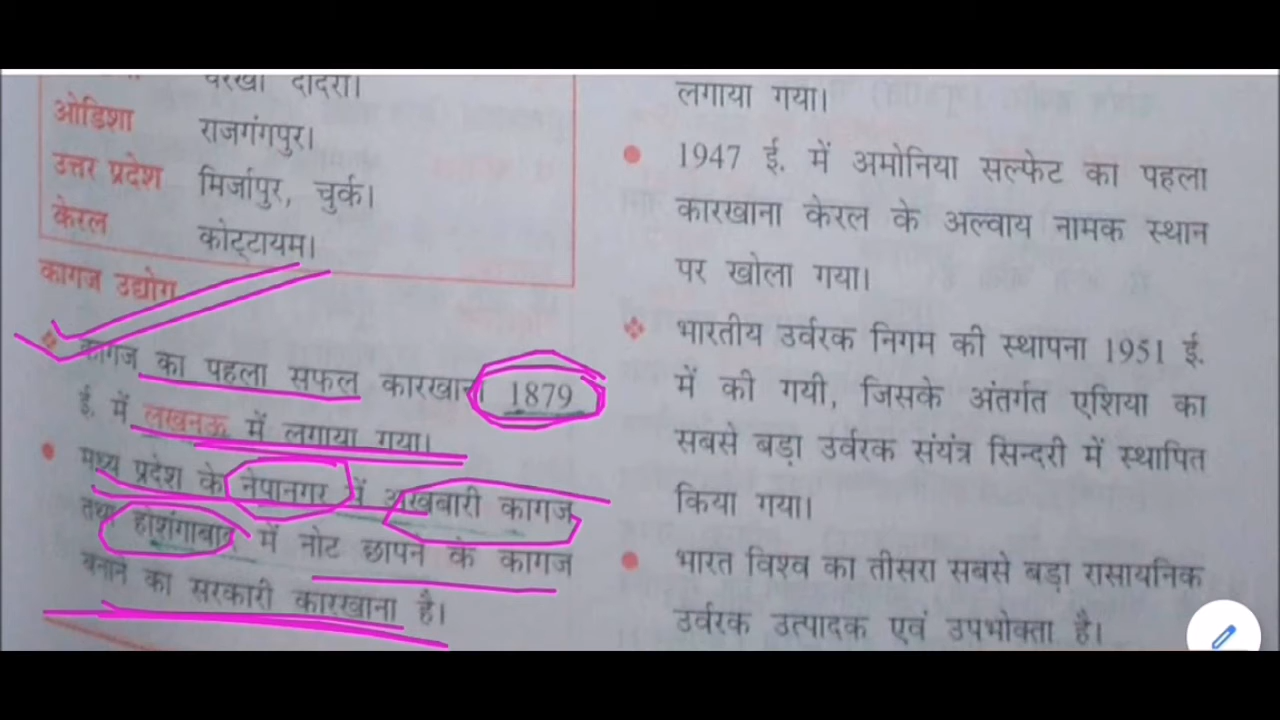 चरखी दादरी।
ओडिशा राजगंगपुर।
उत्तर प्रदेश मिर्जापुर, चुर्क।
केरल कोट्टायम।
कागज उद्योग
कागज का पहला सफल कारखाना 1879
ई. में लखनऊ में लगाया गया।
मध्य प्रदेश के नेपानगर में अखबारी कागज
तथा होशंगाबाद में नोट छापने के कागज
बनाने का सरकारी कारखाना है।
लगाया गया।
1947 ई. में अमोनिया सल्फेट का पहला
कारखाना केरल के अल्वाय नामक स्थान
पर खोला गया।
भारतीय उर्वरक निगम की स्थापना 1951 ई.
में की गयी, जिसके अंतर्गत एशिया का
सबसे बड़ा उर्वरक संयंत्र सिन्दरी में स्थापित
किया गया।
भारत विश्व का तीसरा सबसे बड़ा रासायनिक
उर्वरक उत्पादक एवं उपभोक्ता है।